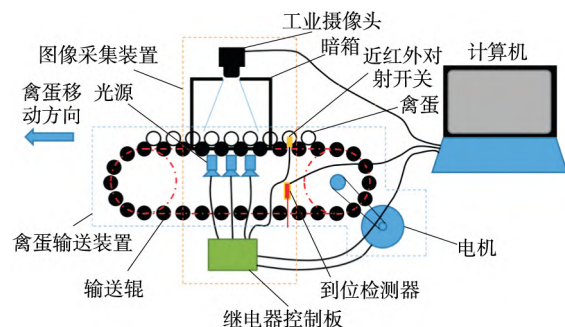 工业摄像头
图像采集装置
暗箱
近红外对
射开关
计算机
禽蛋移
动方向
光源
禽蛋
禽蛋输送装置
电机
输送辊
到位检测器
继电器控制板